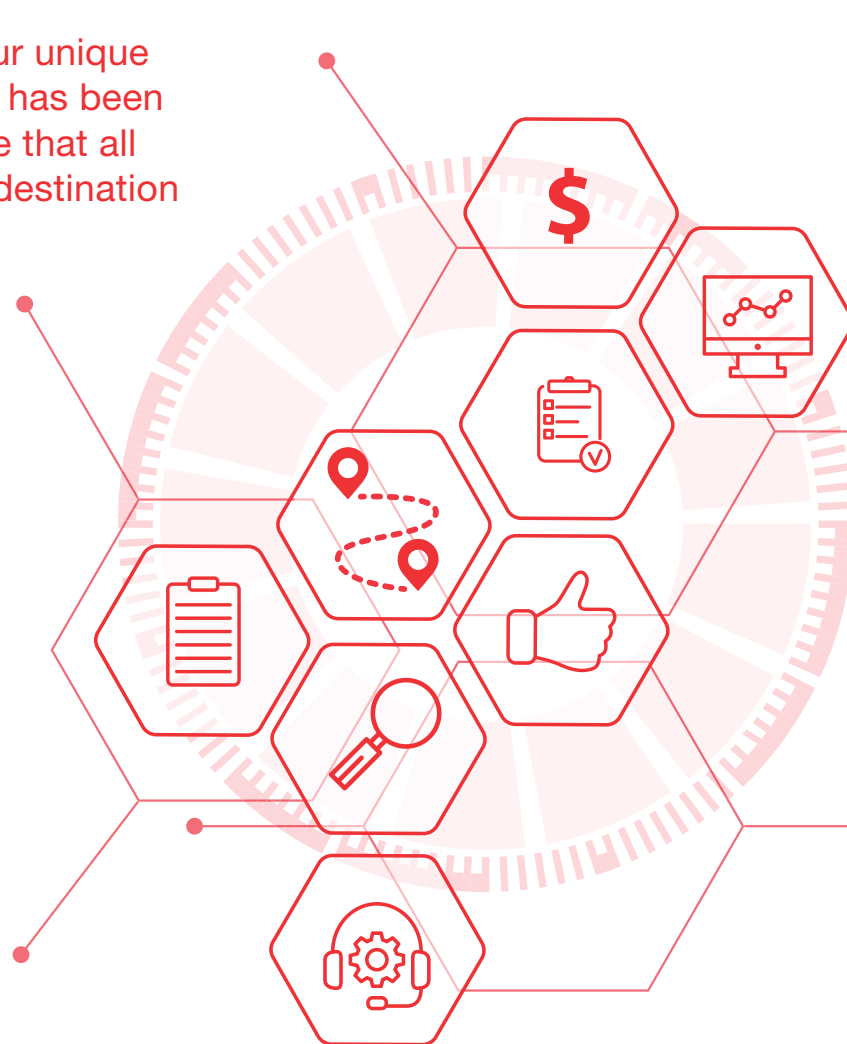 ur unique
has been
e that all
destination
$